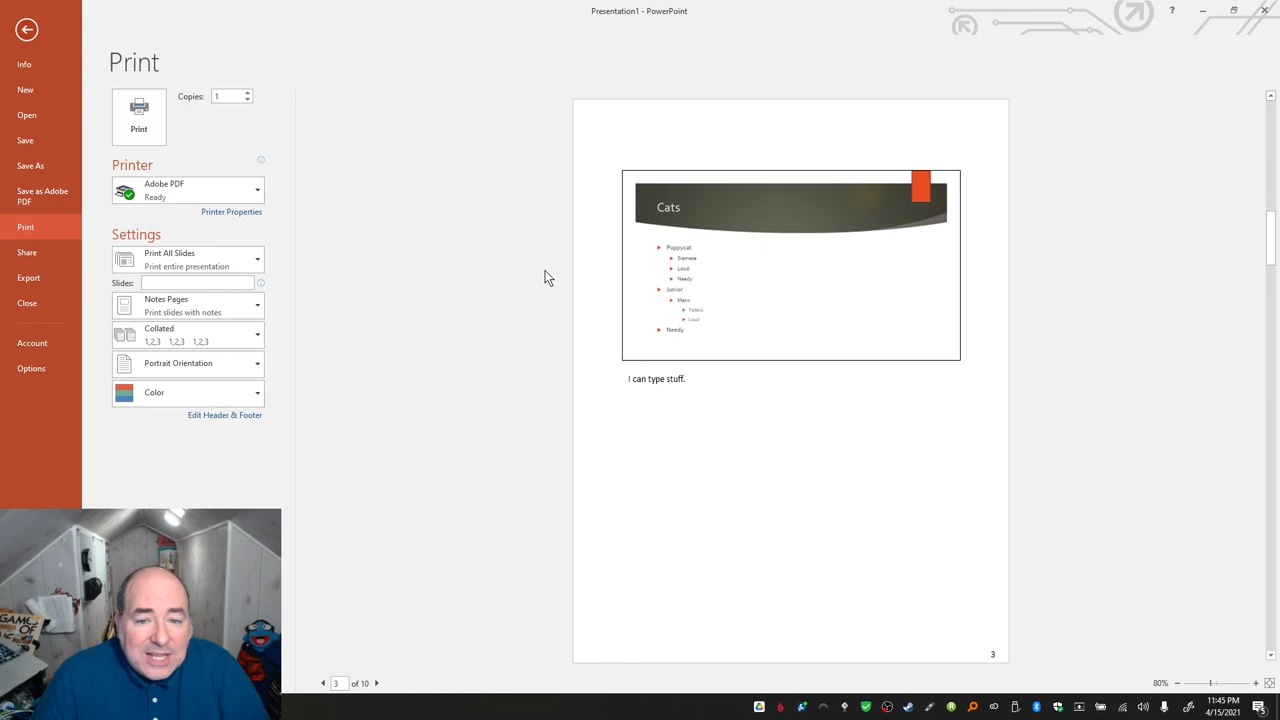 Presentation1 - PowerPoint
?
Info
New
Open
Save
Save As
Save as Adobe
PDF
Print
Share
Export
Close
Account
Options
Print
Print
Copies: 1
Printer
Adobe PDF
Ready
Printer Properties
Settings
Print All Slides
Print entire presentation
Slides:
Notes Pages
Print slides with notes
Collated
1,2,3 1,2,3 1,2,3
Portrait Orientation
Color
Edit Header & Footer
Cats
Puppycat
Siamese
Loud
Needy
Junior
Manx
Tailless
Loud
Needy
I can type stuff.
3
3 of 10
80%
GAME
OF
11:45 PM
4/15/2021